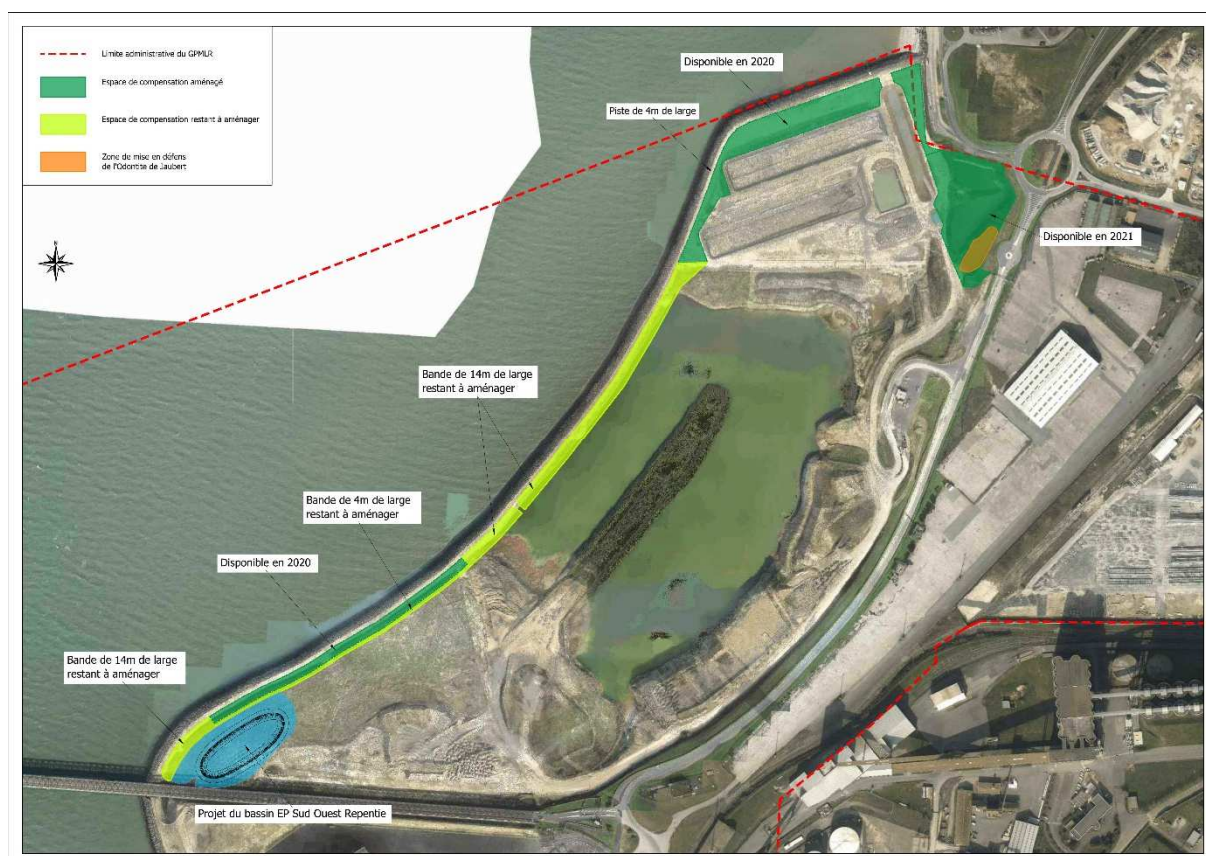 Limite administrative du GPMLR
Espace de compensation aménagé
Espace de compensation restant à aménager
Zone de mise en défens
de l'Odontite de Jaubert
Disponible en 2020
Piste de 4m de large
Disponible en 2021
N
Bande de 14m de large
restant à aménager
Bande de 4m de large
restant à aménager
Disponible en 2020
Bande de 14m de large
restant à aménager
Projet du bassin EP Sud Ouest Repentie